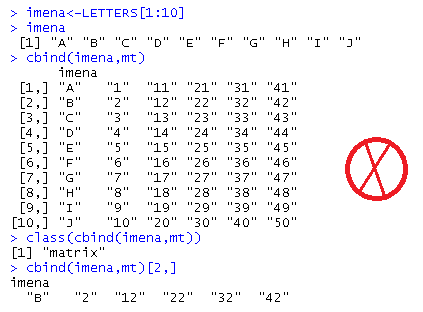 > imena<-LETTERS[1:10]
> imena
 [1] "A" "B" "C" "D" "E" "F" "G" "H" "I" "J"
> cbind(imena,mt)
      imena
 [1,] "A"   "1"  "11" "21" "31" "41"
 [2,] "B"   "2"  "12" "22" "32" "42"
 [3,] "C"   "3"  "13" "23" "33" "43"
 [4,] "D"   "4"  "14" "24" "34" "44"
 [5,] "E"   "5"  "15" "25" "35" "45"
 [6,] "F"   "6"  "16" "26" "36" "46"
 [7,] "G"   "7"  "17" "27" "37" "47"
 [8,] "H"   "8"  "18" "28" "38" "48"
 [9,] "I"   "9"  "19" "29" "39" "49"
[10,] "J"   "10" "20" "30" "40" "50"
> class(cbind(imena,mt))
[1] "matrix"
> cbind(imena,mt)[2,]
imena
  "B"   "2"  "12"  "22"  "32"  "42"